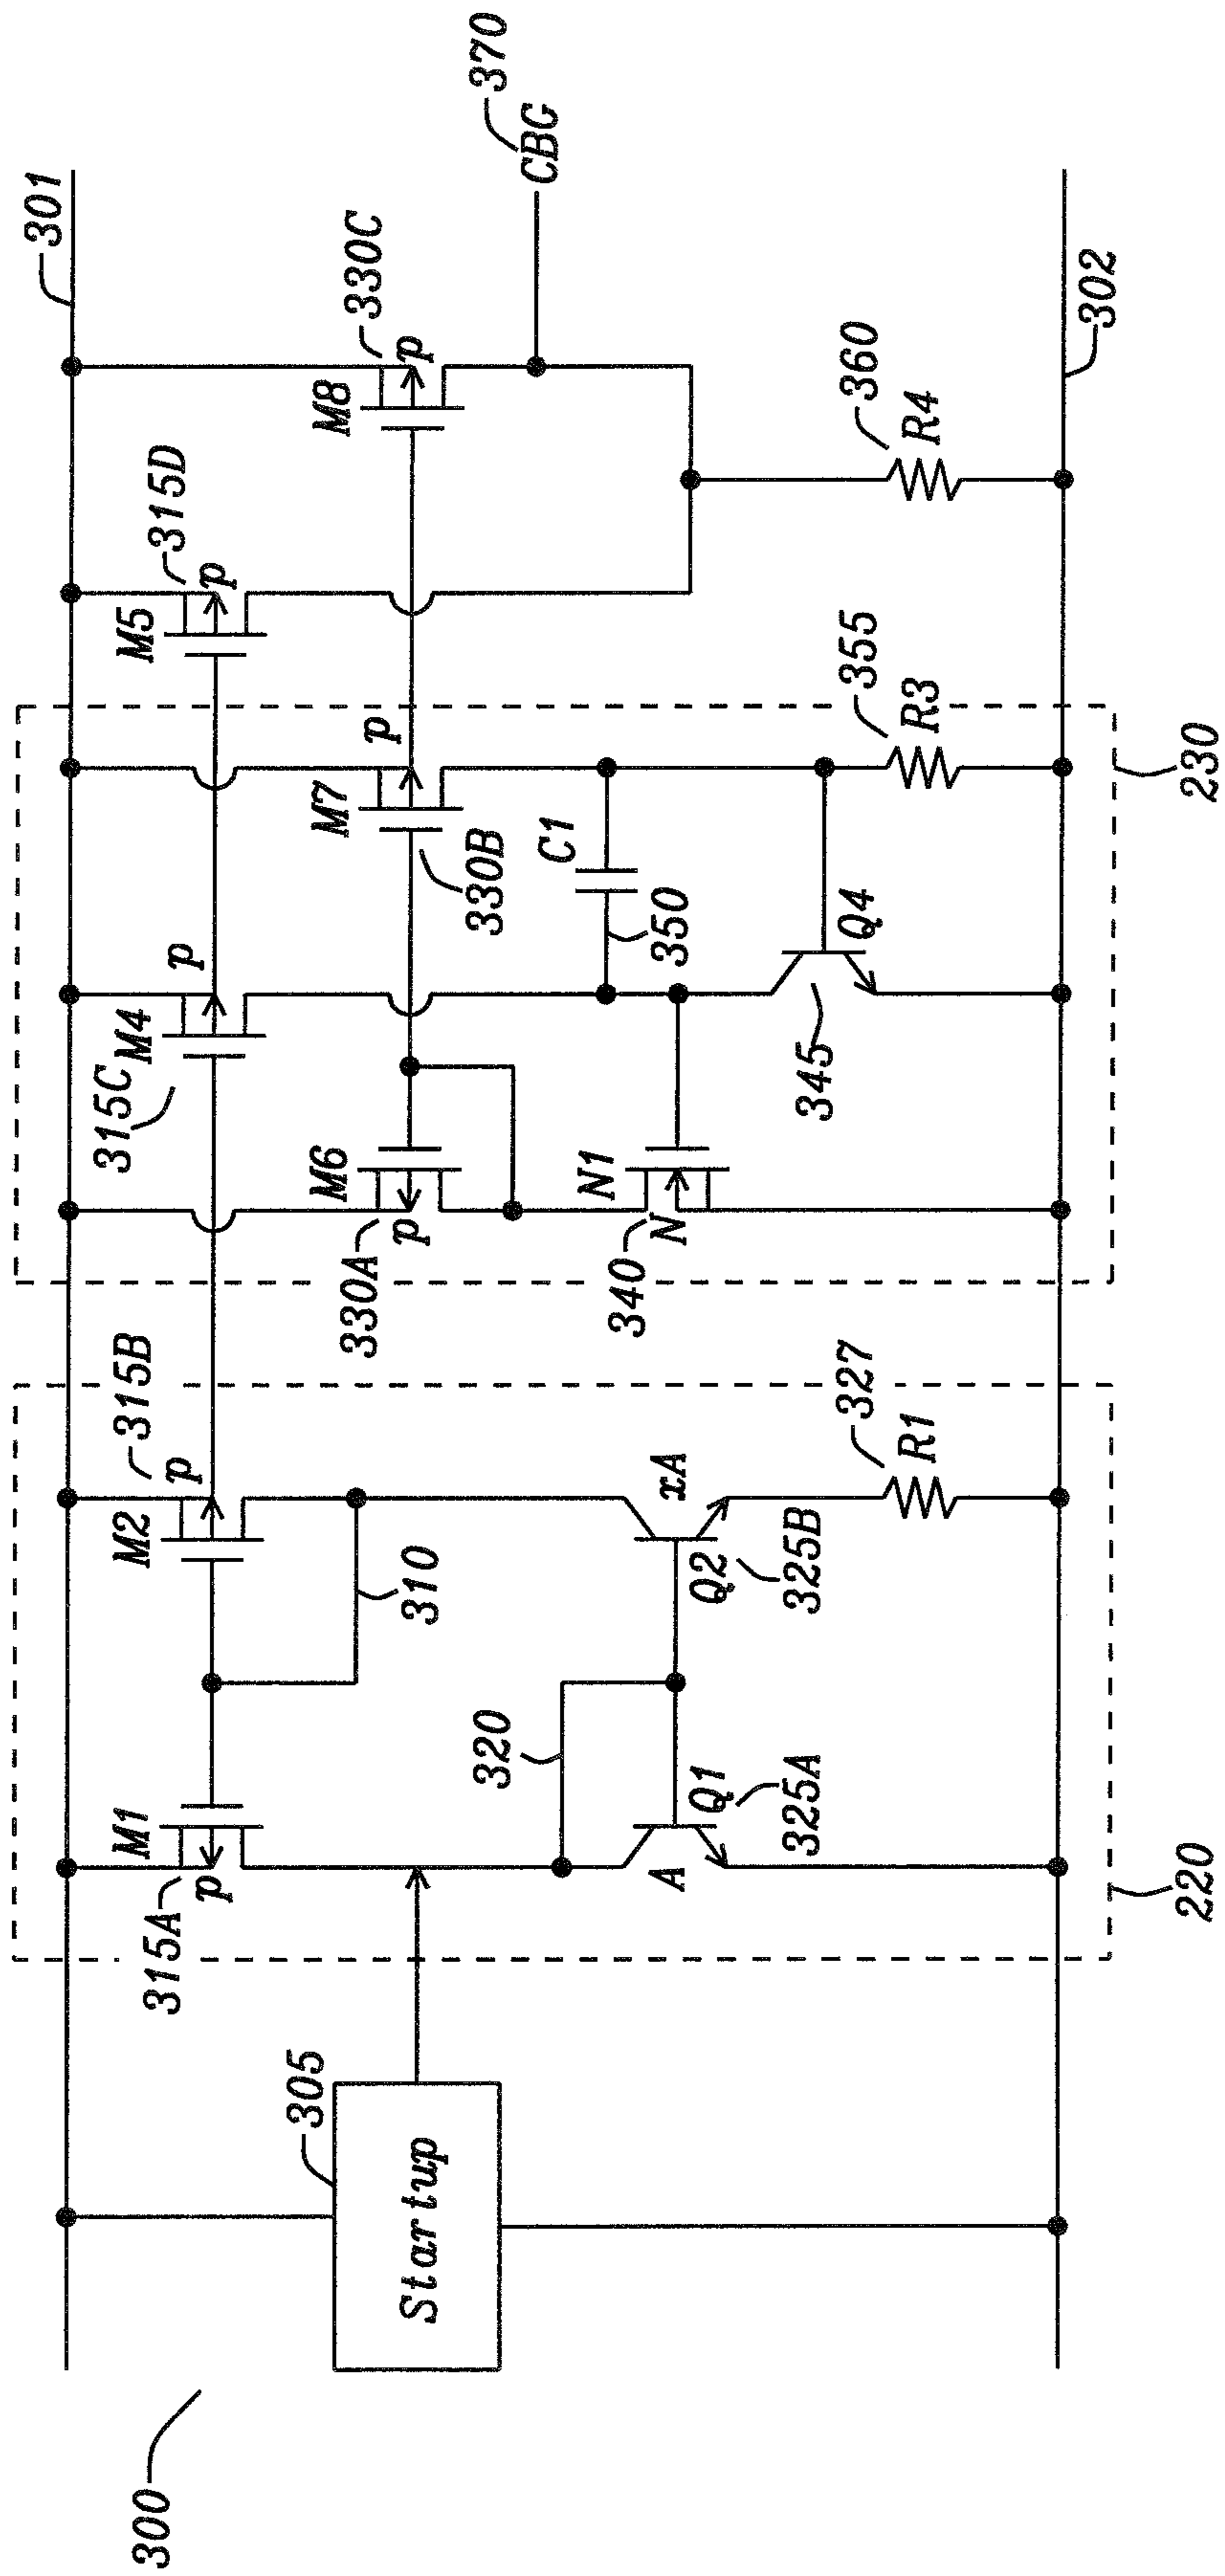 300
301
302
Startup
305
220
M1
315A
p
M2
315B
p
310
320
Q1
325A
A
Q2
325B
xA
R1
327
230
M6
330A
p
N1
340
N
M4
315C
p
M7
330B
p
C1
350
Q4
345
R3
355
M5
315D
p
M8
330C
p
R4
360
CBG
370